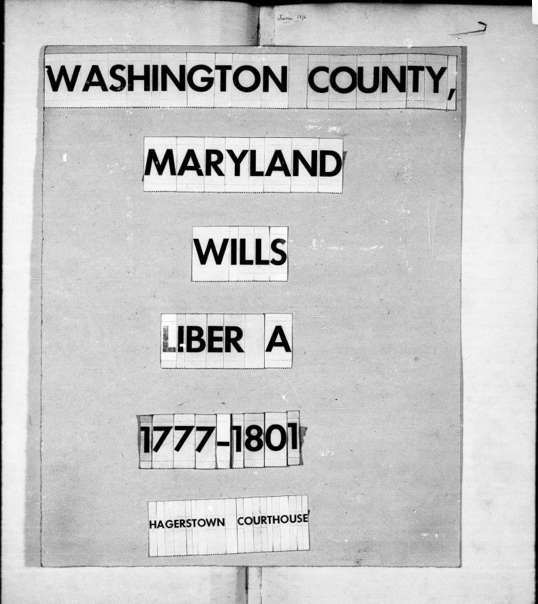 WASHINGTON COUNTY,
MARYLAND
WILLS
LIBER A
1777-1801
HAGERSTOWN COURTHOUSE